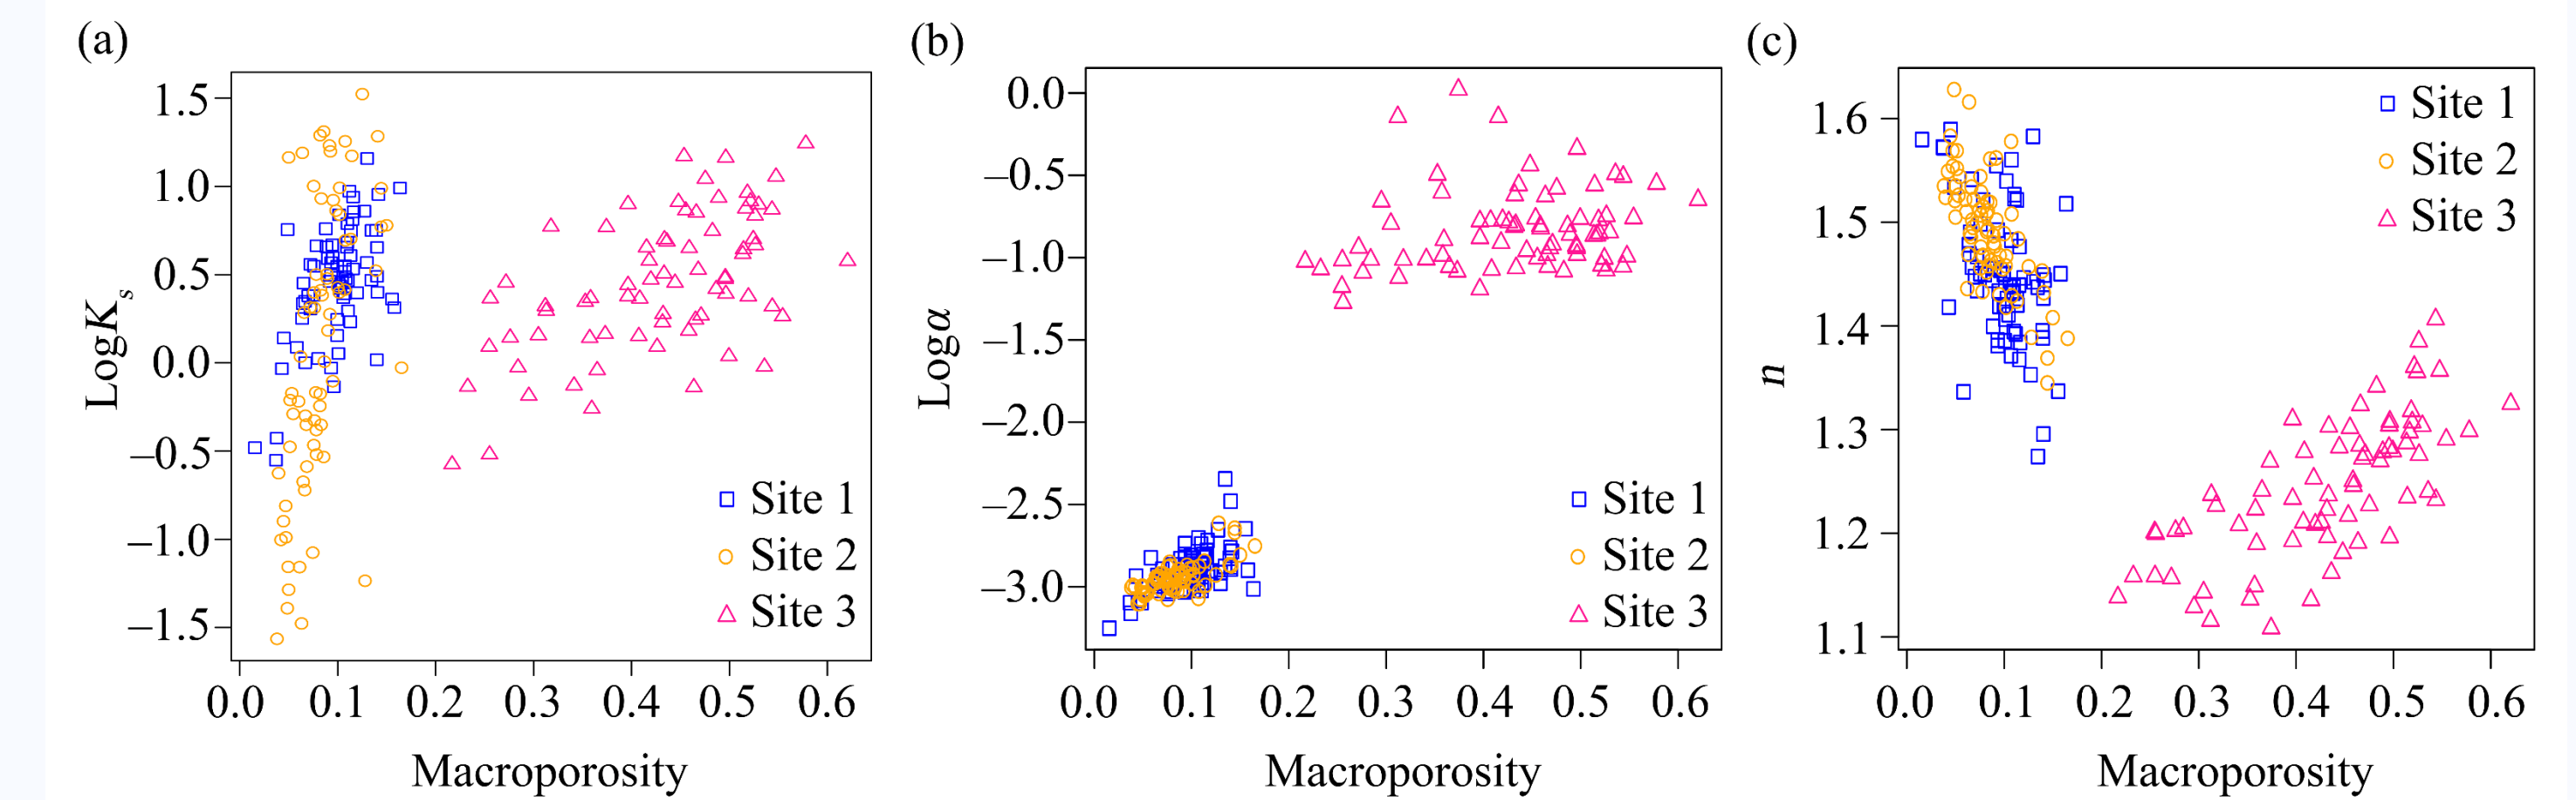 (a)
LogKs
1.5
1.0
0.5
0.0
−0.5
−1.0
−1.5
Site 1
Site 2
Site 3
0.0 0.1 0.2 0.3 0.4 0.5 0.6
Macroporosity
(b)
Logα
0.0
−0.5
−1.0
−1.5
−2.0
−2.5
−3.0
Site 1
Site 2
Site 3
0.0 0.1 0.2 0.3 0.4 0.5 0.6
Macroporosity
(c)
n
1.6
1.5
1.4
1.3
1.2
1.1
Site 1
Site 2
Site 3
0.0 0.1 0.2 0.3 0.4 0.5 0.6
Macroporosity